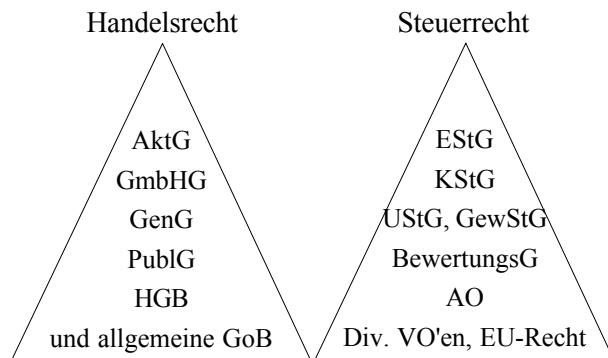 Handelsrecht
AktG
GmbHG
GenG
PublG
HGB
und allgemeine GoB
Steuerrecht
EStG
KStG
UStG, GewStG
BewertungsG
AO
Div. VO'en, EU-Recht